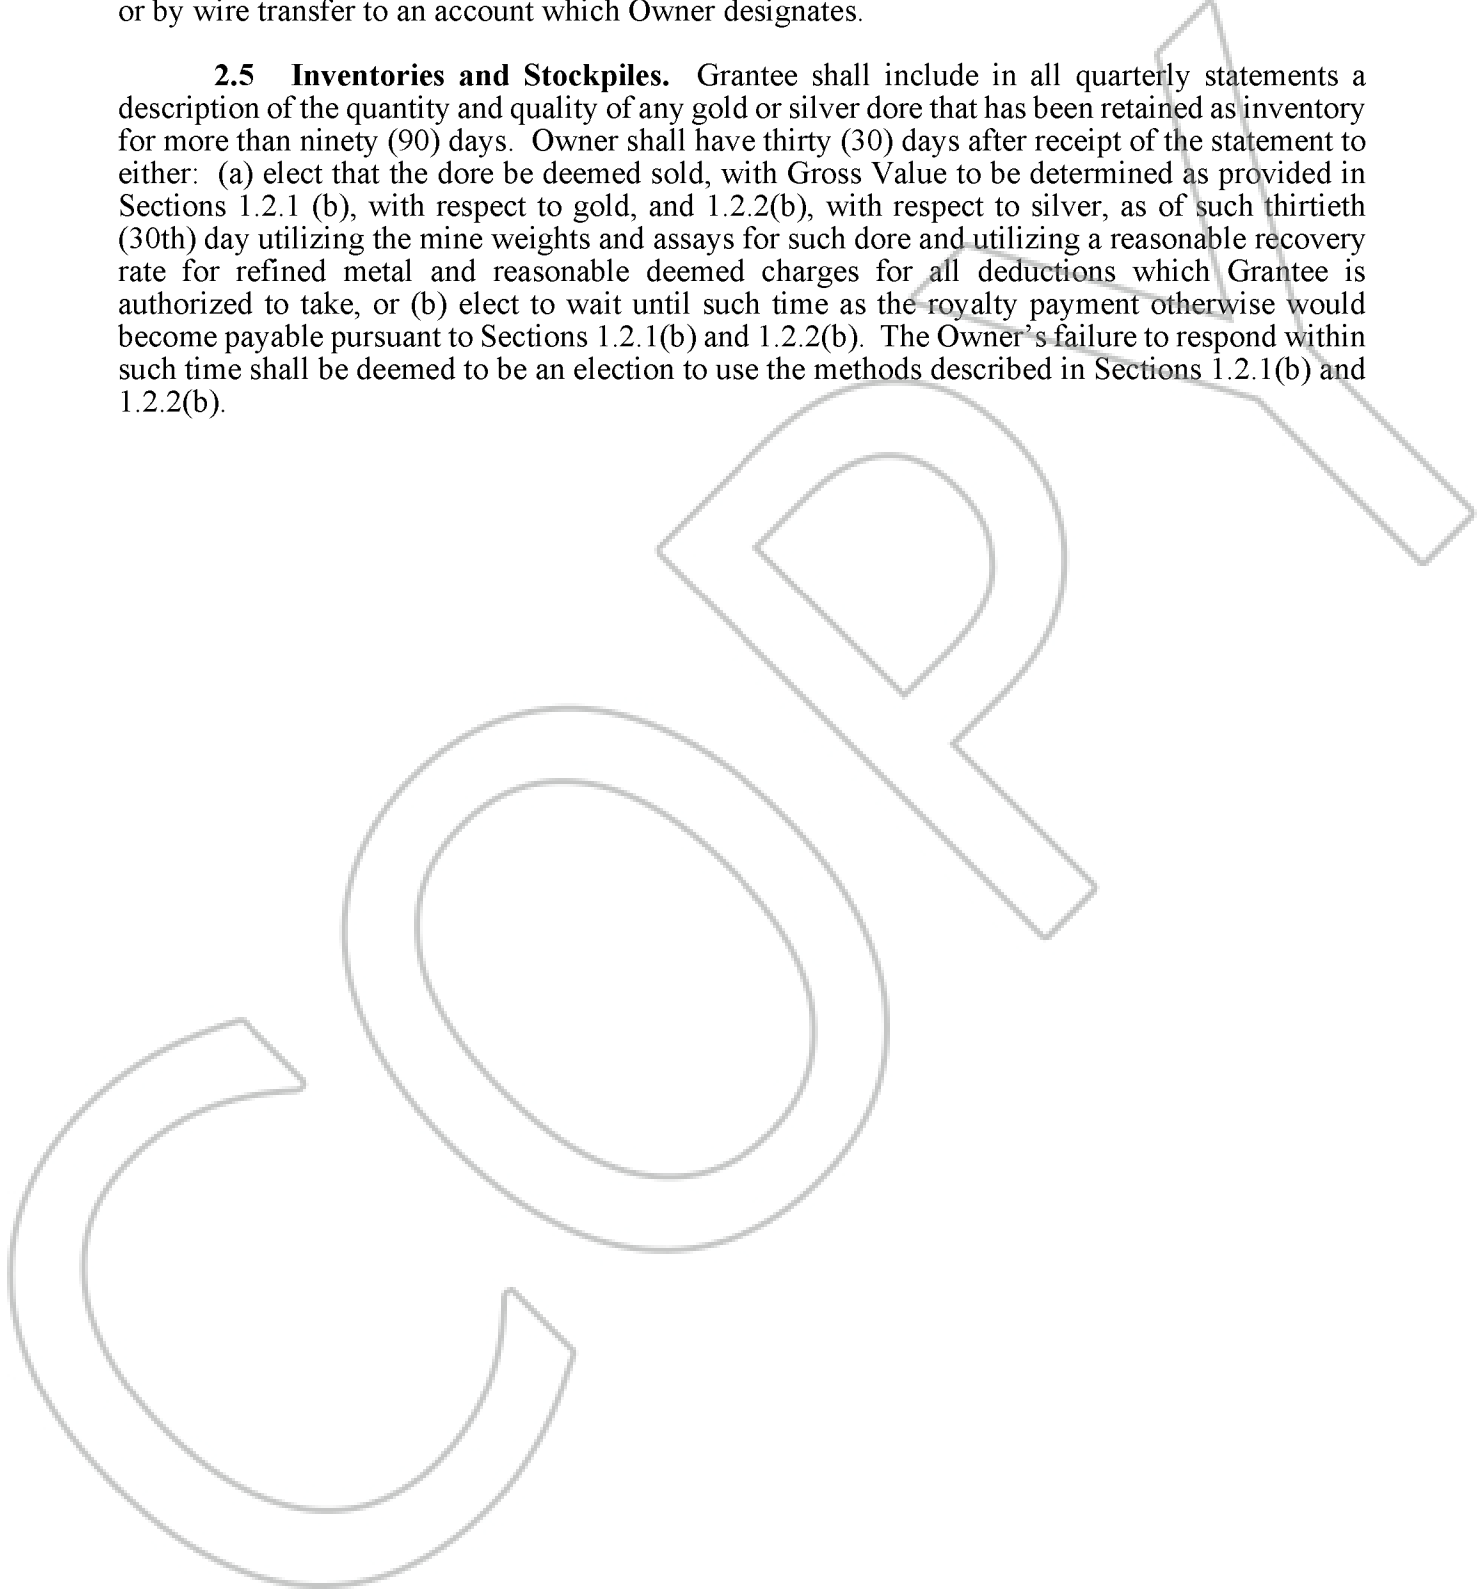 or by wire transfer to an account which Owner designates.
2.5 Inventories and Stockpiles. Grantee shall include in all quarterly statements a
description of the quantity and quality of any gold or silver dore that has been retained as inventory
for more than ninety (90) days. Owner shall have thirty (30) days after receipt of the statement to
either: (a) elect that the dore be deemed sold, with Gross Value to be determined as provided in
Sections 1.2.1 (b), with respect to gold, and 1.2.2(b), with respect to silver, as of such thirtieth
(30th) day utilizing the mine weights and assays for such dore and utilizing a reasonable recovery
rate for refined metal and reasonable deemed charges for all deductions which Grantee is
authorized to take, or (b) elect to wait until such time as the royalty payment otherwise would
become payable pursuant to Sections 1.2.1(b) and 1.2.2(b). The Owner's failure to respond within
such time shall be deemed to be an election to use the methods described in Sections 1.2.1(b) and
1.2.2(b).
COPY